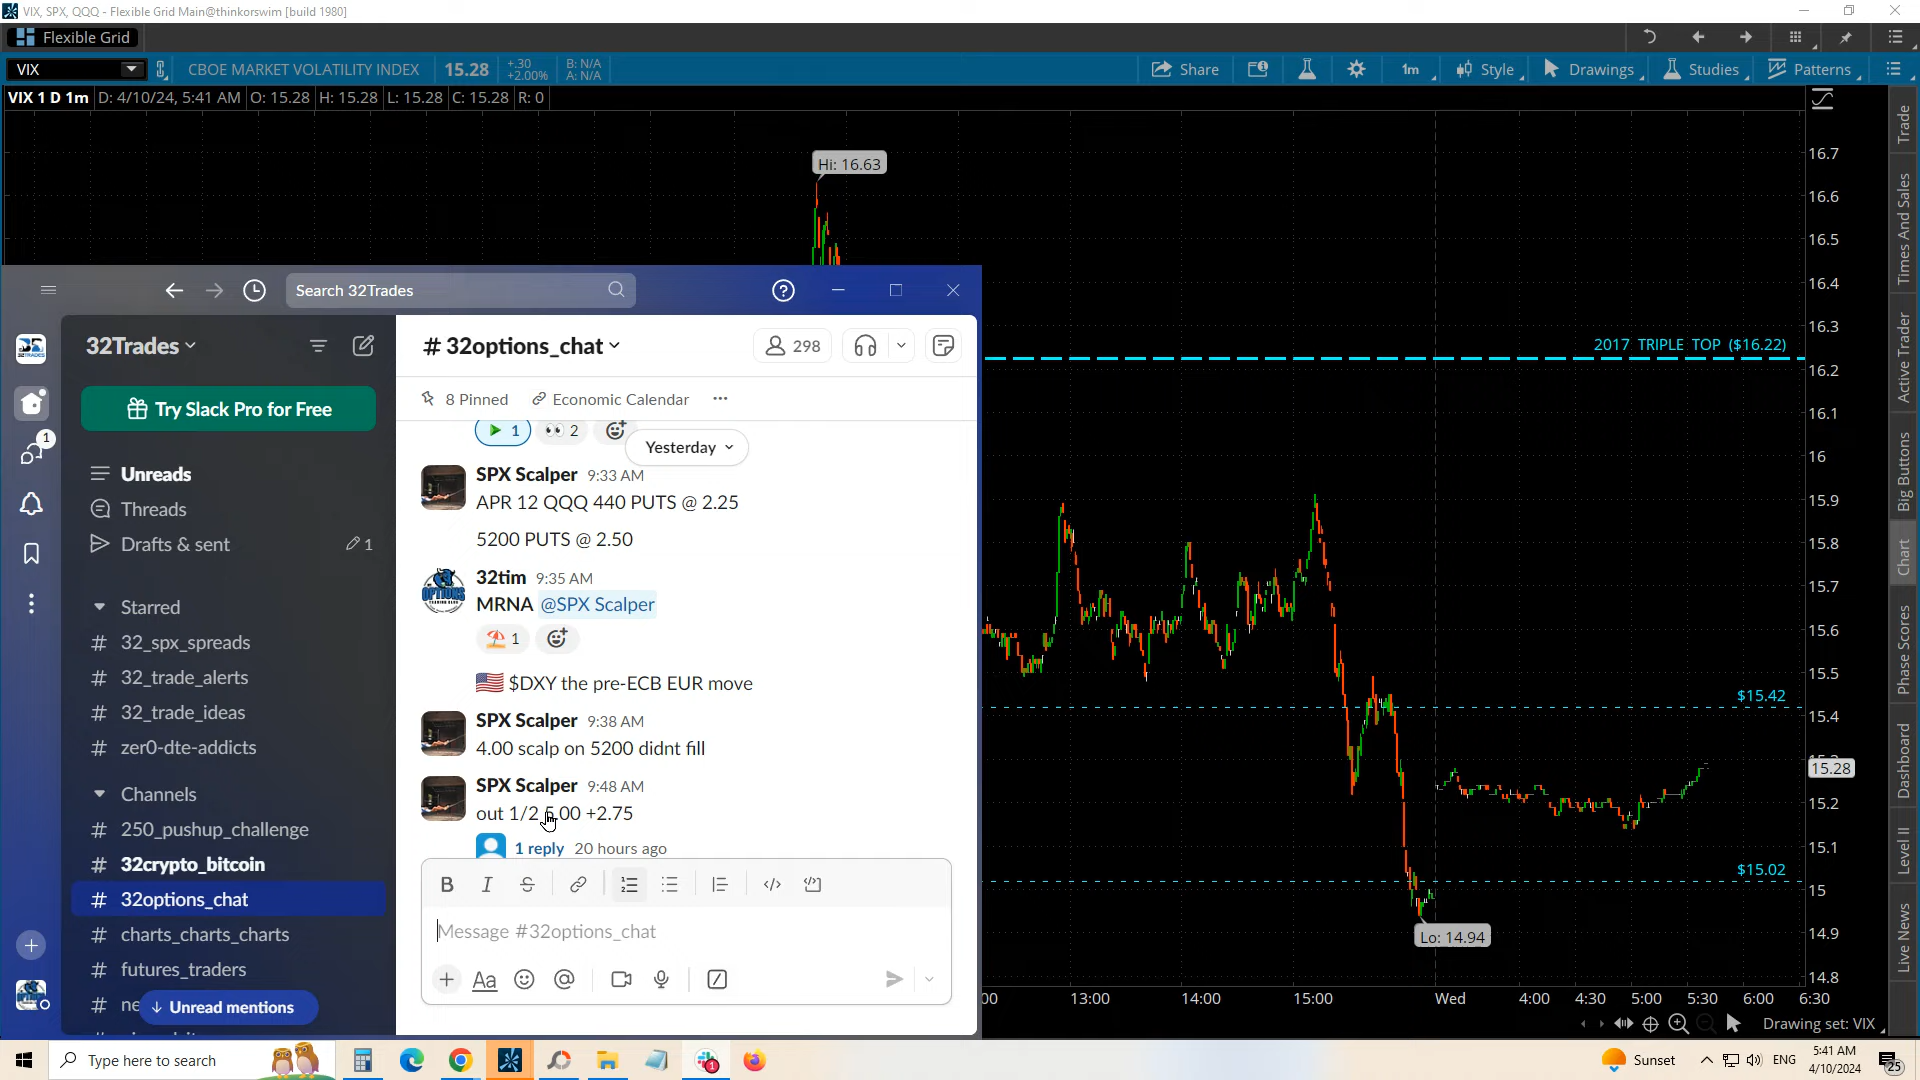 VIX, SPX, QQQ - Flexible Grid Main@thinkorswim [build 1980]
Flexible Grid
VIX
CBOE MARKET VOLATILITY INDEX
15.28
+.30
+2.00%
B: N/A
A: N/A
Share
1m
Style
Drawings
Studies
Patterns
VIX 1 D 1m
D: 4/10/24, 5:41 AM
O: 15.28
H: 15.28
L: 15.28
C: 15.28
R: 0
Hi: 16.63
2017 TRIPLE TOP ($16.22)
$15.42
$15.02
Lo: 14.94
16.7
16.6
16.5
16.4
16.3
16.2
16.1
16
15.9
15.8
15.7
15.6
15.5
15.4
15.28
15.2
15.1
15
14.9
14.8
13:00
14:00
15:00
Wed
4:00
4:30
5:00
5:30
6:00
6:30
Drawing set: VIX
Trade
Times And Sales
Active Trader
Big Buttons
Chart
Phase Scores
Dashboard
Level II
Live News
Search 32Trades
32Trades
Try Slack Pro for Free
1
Unreads
Threads
Drafts & sent
1
Starred
# 32_spx_spreads
# 32_trade_alerts
# 32_trade_ideas
# zer0-dte-addicts
Channels
# 250_pushup_challenge
# 32crypto_bitcoin
# 32options_chat
# charts_charts_charts
# futures_traders
# ne
↓ Unread mentions
# 32options_chat
298
8 Pinned
Economic Calendar
1
2
Yesterday
SPX Scalper 9:33 AM
APR 12 QQQ 440 PUTS @ 2.25
5200 PUTS @ 2.50
32tim 9:35 AM
MRNA @SPX Scalper
1
$DXY the pre-ECB EUR move
SPX Scalper 9:38 AM
4.00 scalp on 5200 didnt fill
SPX Scalper 9:48 AM
out 1/2 5.00 +2.75
1 reply 20 hours ago
Message #32options_chat
Type here to search
1
Sunset
ENG
5:41 AM
4/10/2024
25